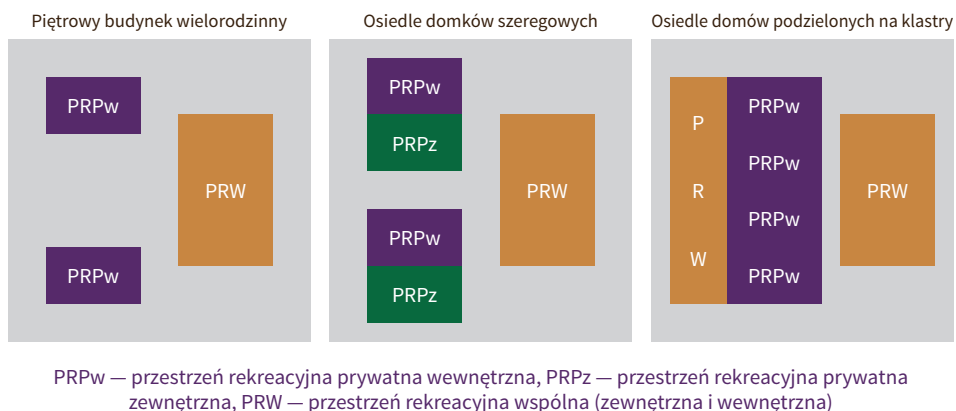 Piętrowy budynek wielorodzinny
PRPw
PRW
PRPw
Osiedle domków szeregowych
PRPw
PRPz
PRW
PRPw
PRPz
Osiedle domów podzielonych na klastry
P
R
W
PRPw
PRPw
PRPw
PRPw
PRW
PRPw — przestrzeń rekreacyjna prywatna wewnętrzna, PRPz — przestrzeń rekreacyjna prywatna
zewnętrzna, PRW — przestrzeń rekreacyjna wspólna (zewnętrzna i wewnętrzna)